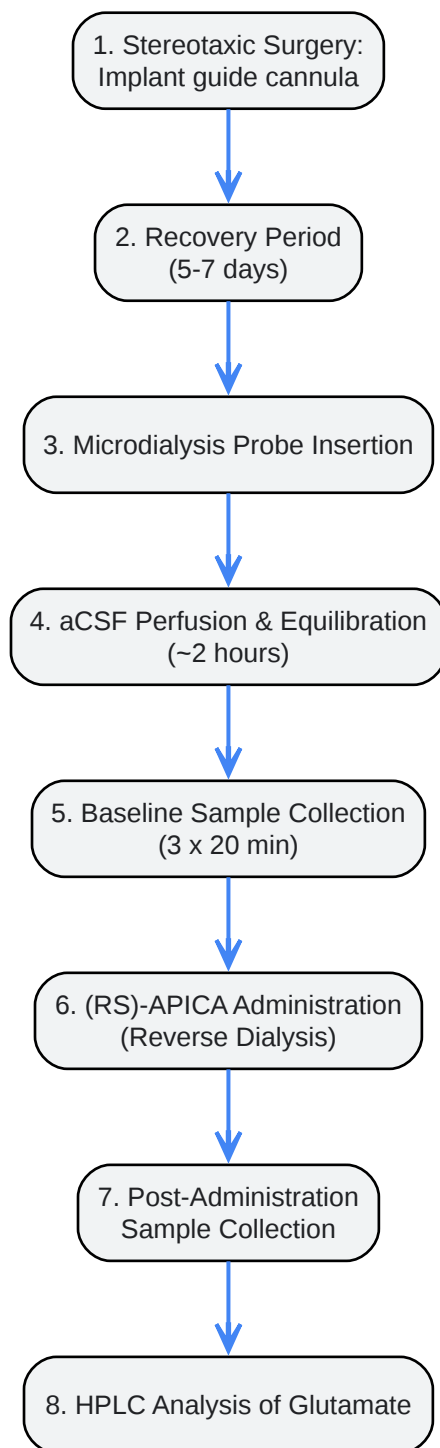 1. Stereotaxic Surgery:
Implant guide cannula
2. Recovery Period
(5-7 days)
3. Microdialysis Probe Insertion
4. aCSF Perfusion & Equilibration
(~2 hours)
5. Baseline Sample Collection
(3 x 20 min)
6. (RS)-APICA Administration
(Reverse Dialysis)
7. Post-Administration
Sample Collection
8. HPLC Analysis of Glutamate